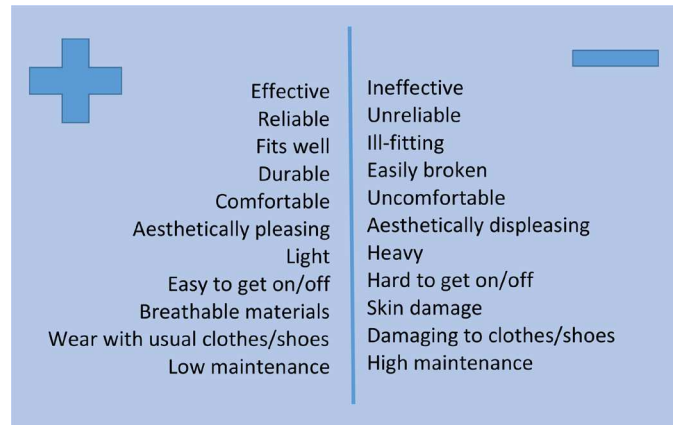 Effective
Reliable
Fits well
Durable
Comfortable
Aesthetically pleasing
Light
Easy to get on/off
Breathable materials
Wear with usual clothes/shoes
Low maintenance
Ineffective
Unreliable
Ill-fitting
Easily broken
Uncomfortable
Aesthetically displeasing
Heavy
Hard to get on/off
Skin damage
Damaging to clothes/shoes
High maintenance